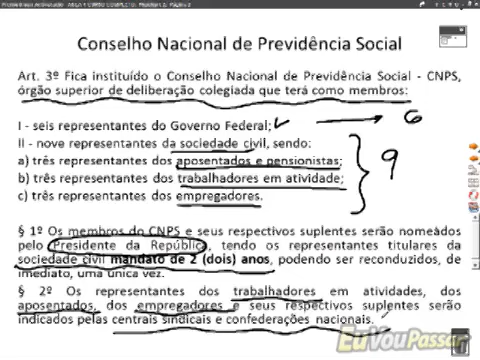 Conselho Nacional de Previdência Social
Art. 3º Fica instituído o Conselho Nacional de Previdência Social - CNPS,
órgão superior de deliberação colegiada que terá como membros:
I - seis representantes do Governo Federal; 6
II - nove representantes da sociedade civil, sendo:
a) três representantes dos aposentados e pensionistas;
b) três representantes dos trabalhadores em atividade; 9
c) três representantes dos empregadores.
§ 1º Os membros do CNPS e seus respectivos suplentes serão nomeados
pelo Presidente da República, tendo os representantes titulares da
sociedade civil mandato de 2 (dois) anos, podendo ser reconduzidos, de
imediato, uma única vez.
§ 2º Os representantes dos trabalhadores em atividades, dos
aposentados, dos empregadores e seus respectivos suplentes serão
indicados pelas centrais sindicais e confederações nacionais.
EuVouPassar